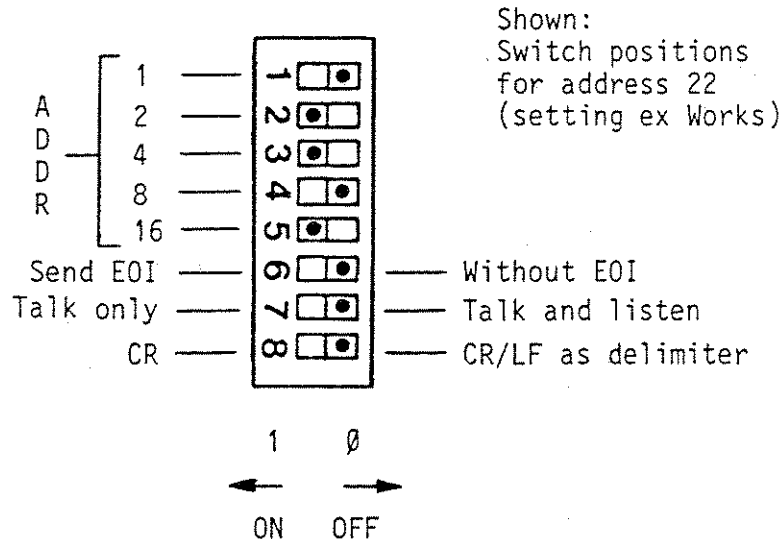 Shown:
Switch positions
for address 22
(setting ex Works)
ADDR
1 1
2 2
4 3
8 4
16 5
Send EOI 6 Without EOI
Talk only 7 Talk and listen
CR 8 CR/LF as delimiter
1 Ø
ON OFF